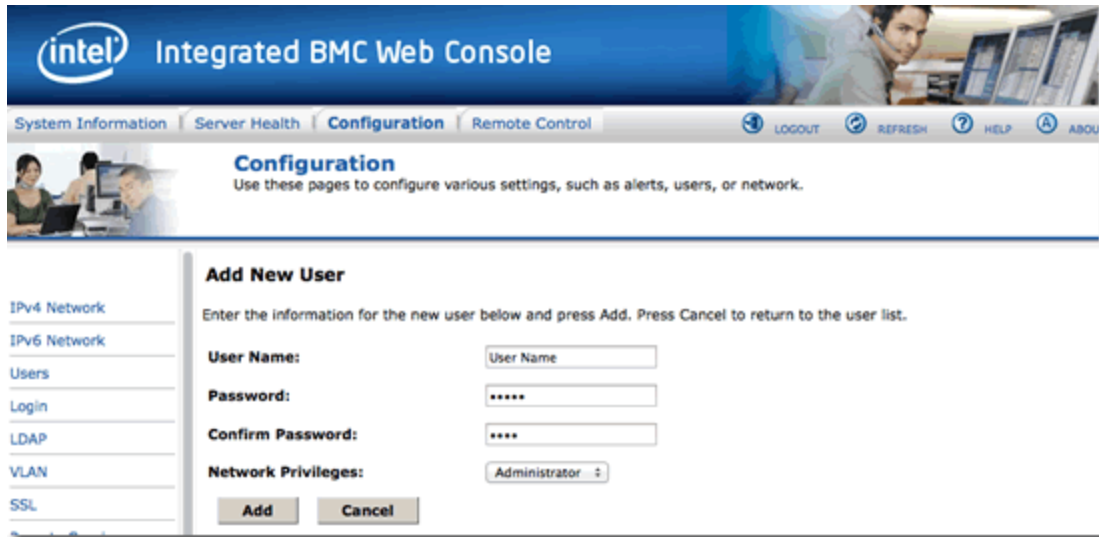 intel Integrated BMC Web Console
System Information Server Health Configuration Remote Control LOGOUT REFRESH HELP ABOU
Configuration
Use these pages to configure various settings, such as alerts, users, or network.
Add New User
IPv4 Network
Enter the information for the new user below and press Add. Press Cancel to return to the user list.
IPv6 Network
User Name: User Name
Users
Password: •••••
Login
Confirm Password: ••••
LDAP
VLAN
Network Privileges: Administrator
SSL
Add Cancel